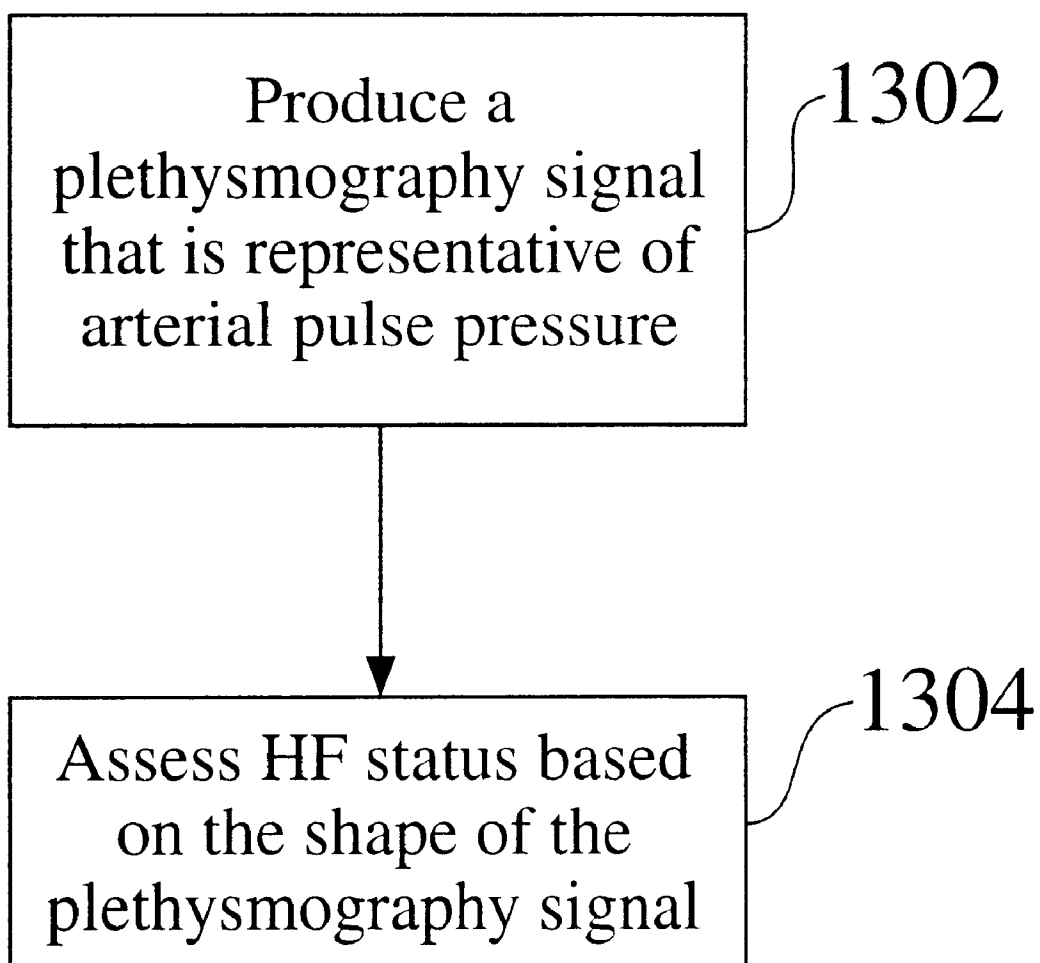 Produce a
plethysmography signal
that is representative of
arterial pulse pressure
1302
Assess HF status based
on the shape of the
plethysmography signal
1304